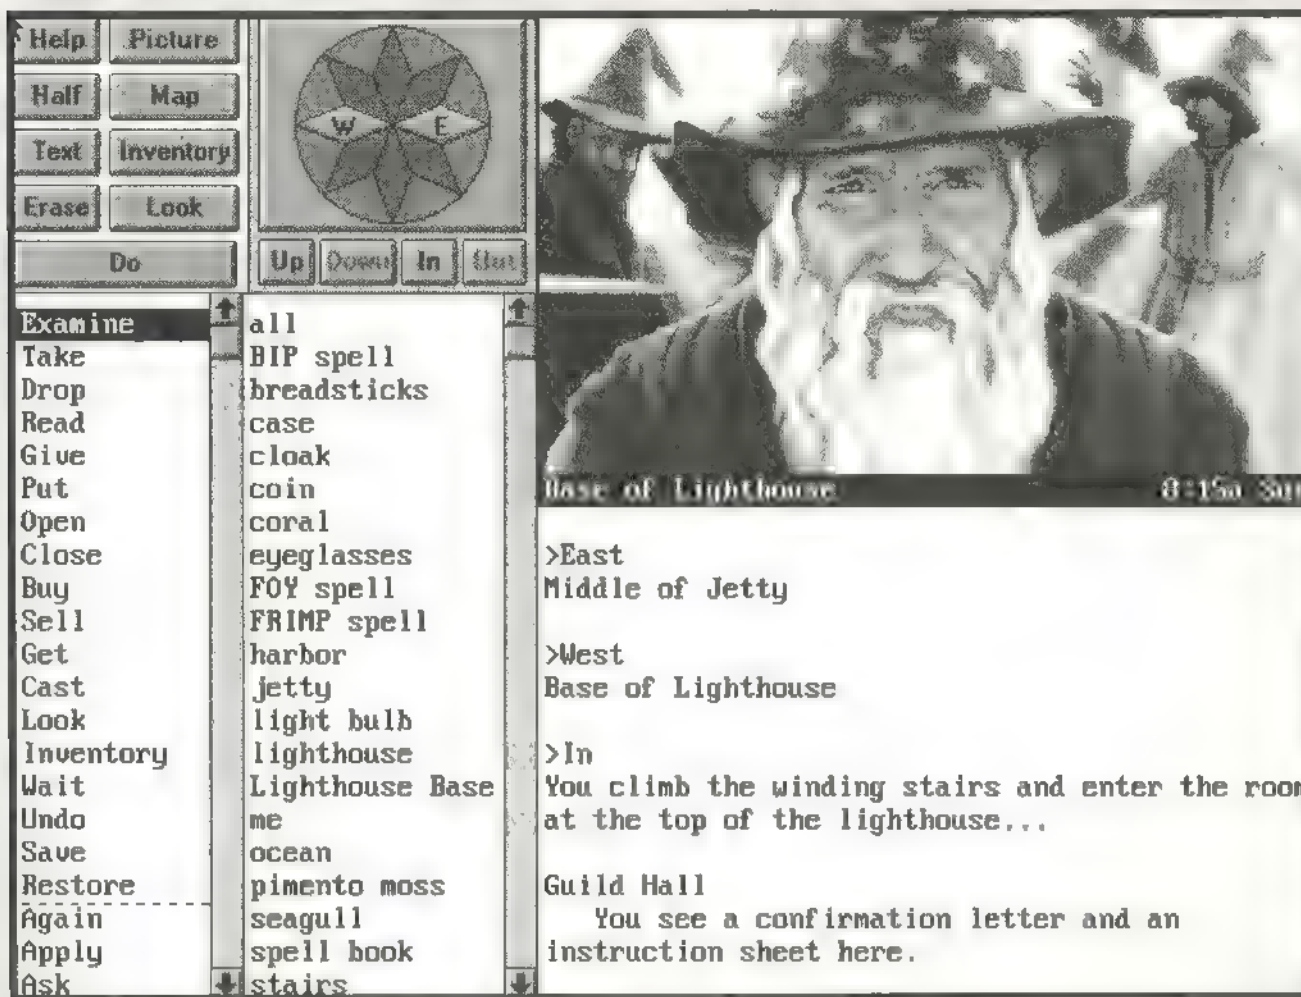 Help Picture
Half Map
Text Inventory
Erase Look
Do
W E
Up Down In Out
Examine
Take
Drop
Read
Give
Put
Open
Close
Buy
Sell
Get
Cast
Look
Inventory
Wait
Undo
Save
Restore
Again
Apply
Ask
all
BIP spell
breadsticks
case
cloak
coin
coral
eyeglasses
FOY spell
FRIMP spell
harbor
jetty
light bulb
lighthouse
Lighthouse Base
me
ocean
pimento moss
seagull
spell book
stairs
Base of Lighthouse 8:15a Sun
>East
Middle of Jetty
>West
Base of Lighthouse
>In
You climb the winding stairs and enter the room
at the top of the lighthouse...
Guild Hall
You see a confirmation letter and an
instruction sheet here.